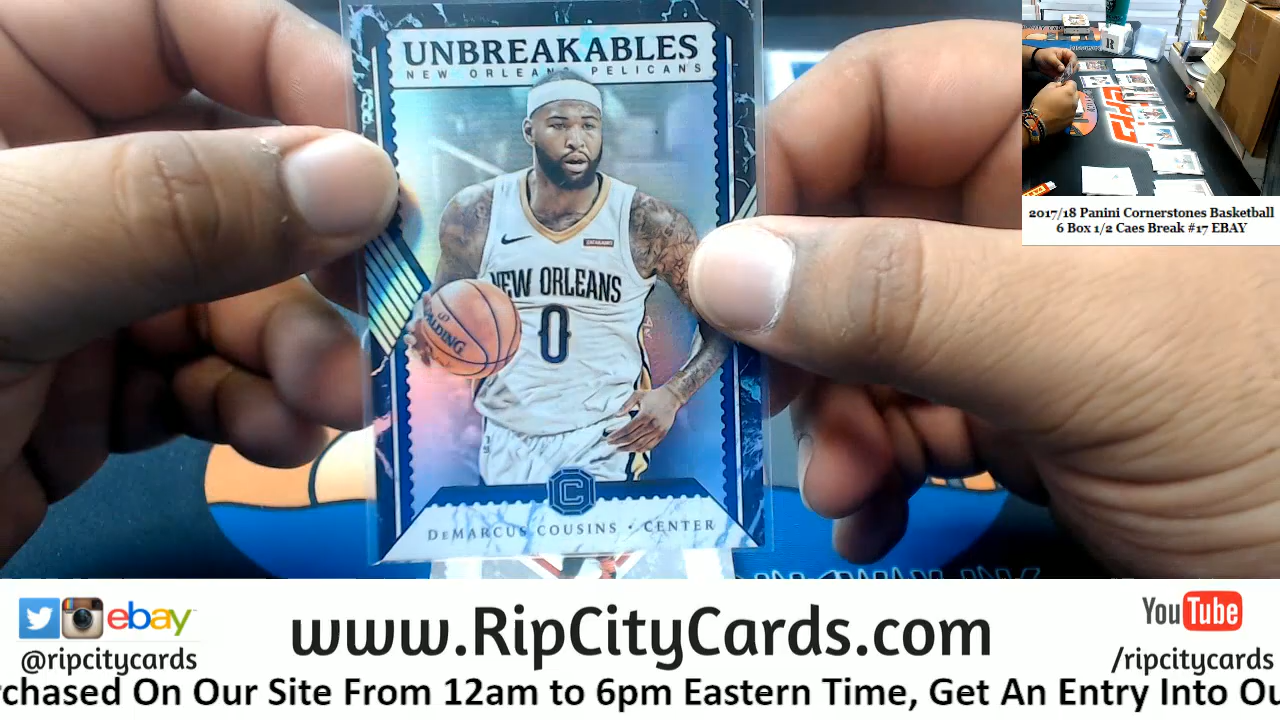 UNBREAKABLES
NEW ORLEANS PELICANS
NEW ORLEANS
0
SPALDING
C
DEMARCUS COUSINS • CENTER
2017/18 Panini Cornerstones Basketball
6 Box 1/2 Caes Break #17 EBAY
ebay
@ripcitycards
www.RipCityCards.com
YouTube
/ripcitycards
rchased On Our Site From 12am to 6pm Eastern Time, Get An Entry Into Ou